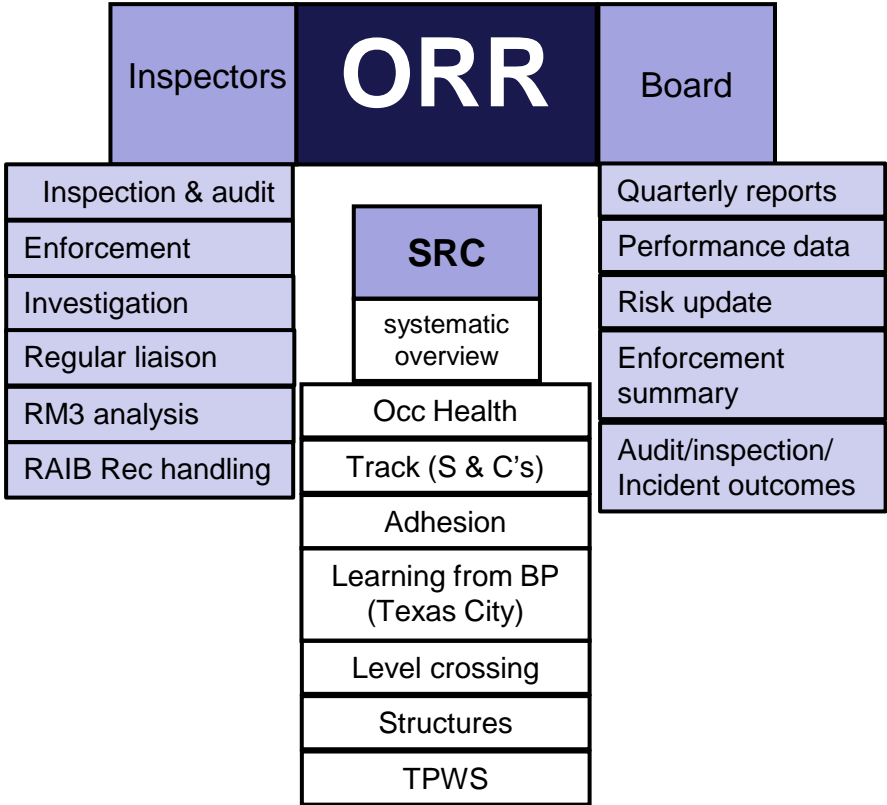 Inspectors
ORR
Board
Inspection & audit
Enforcement
Investigation
Regular liaison
RM3 analysis
RAIB Rec handling
SRC
systematic
overview
Occ Health
Track (S & C's)
Adhesion
Learning from BP
(Texas City)
Level crossing
Structures
TPWS
Quarterly reports
Performance data
Risk update
Enforcement
summary
Audit/inspection/
Incident outcomes